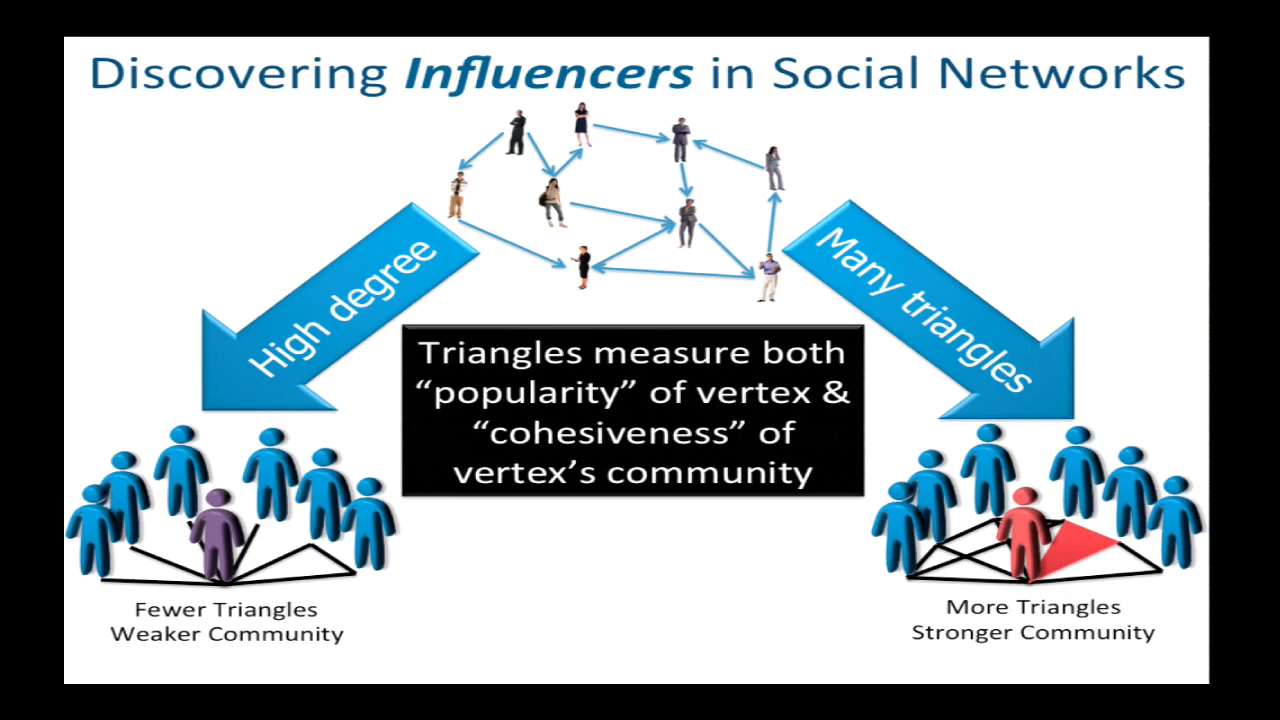 Discovering Influencers in Social Networks
High degree
Many triangles
Triangles measure both
“popularity” of vertex &
“cohesiveness” of
vertex’s community
Fewer Triangles
Weaker Community
More Triangles
Stronger Community